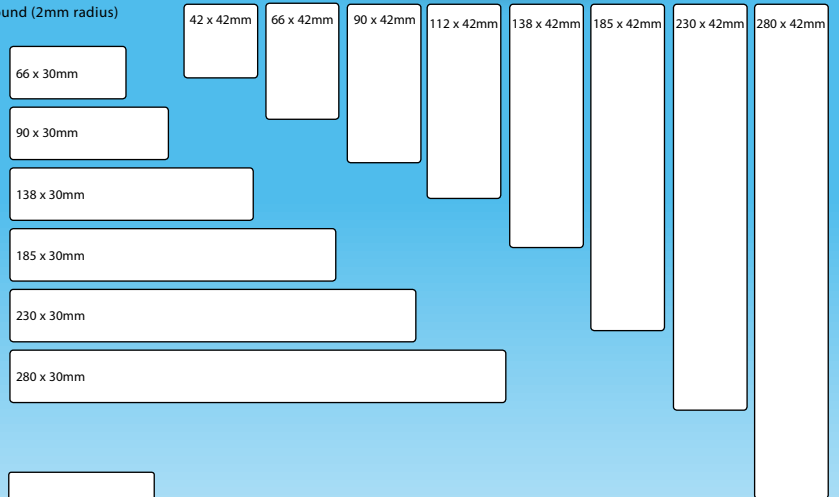 und (2mm radius)
42 x 42mm
66 x 42mm
90 x 42mm
112 x 42mm
138 x 42mm
185 x 42mm
230 x 42mm
280 x 42mm
66 x 30mm
90 x 30mm
138 x 30mm
185 x 30mm
230 x 30mm
280 x 30mm